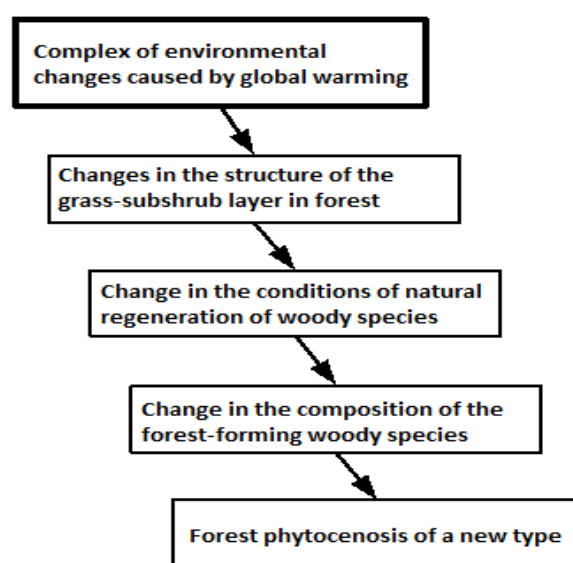 Complex of environmental
changes caused by global warming
Changes in the structure of the
grass-subshrub layer in forest
Change in the conditions of natural
regeneration of woody species
Change in the composition of the
forest-forming woody species
Forest phytocenosis of a new type